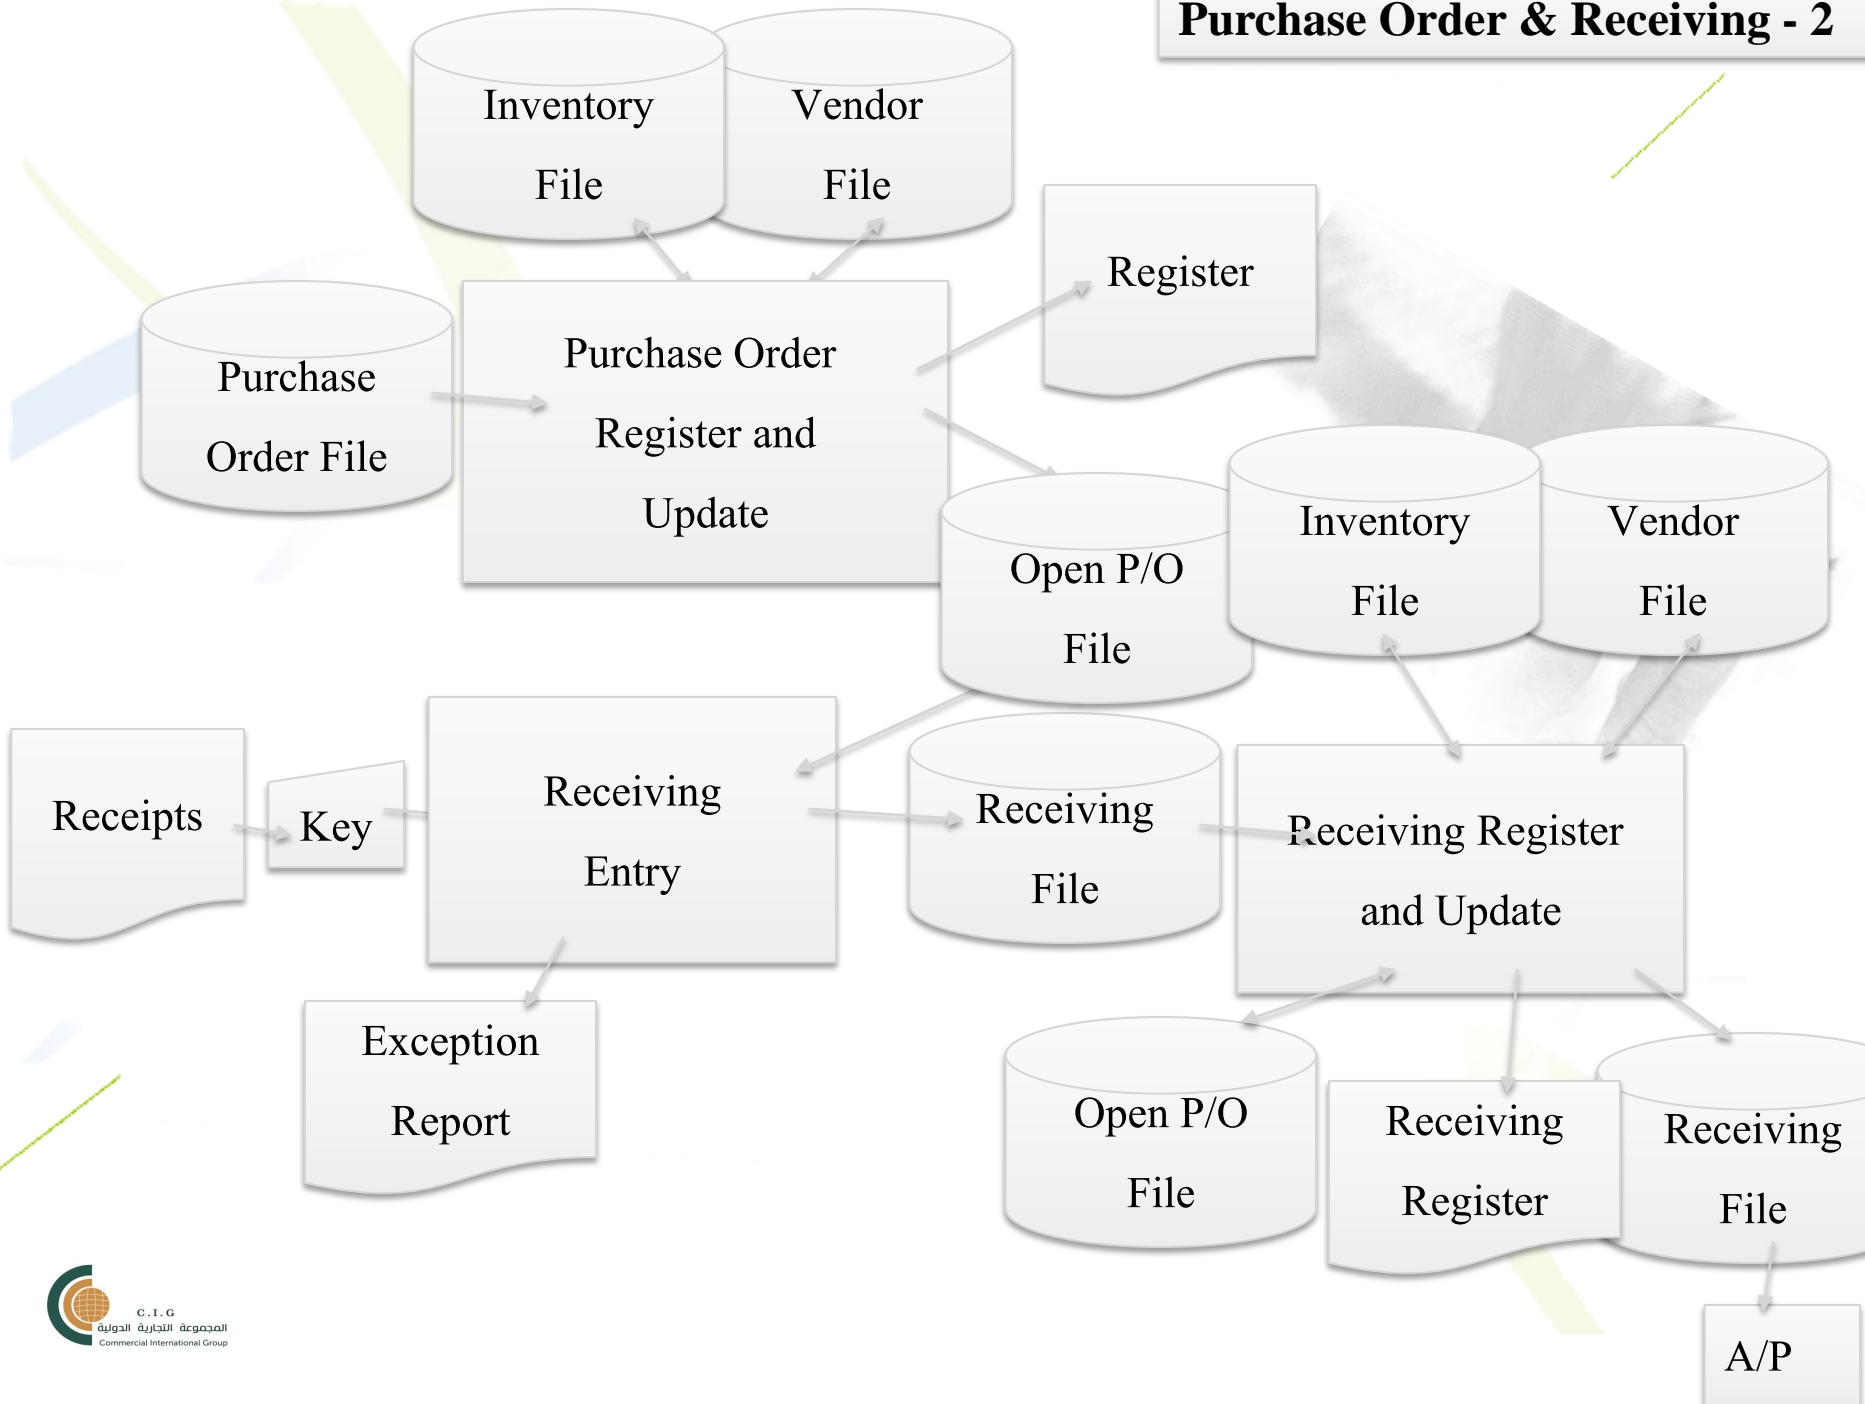 Purchase Order & Receiving - 2
Inventory
File
Vendor
File
Register
Purchase
Order File
Purchase Order
Register and
Update
Open P/O
File
Inventory
File
Vendor
File
Receipts
Key
Receiving
Entry
Receiving
File
Receiving Register
and Update
Exception
Report
Open P/O
File
Receiving
Register
Receiving
File
A/P
C.I.G
المجموعة التجارية الدولية
Commercial International Group